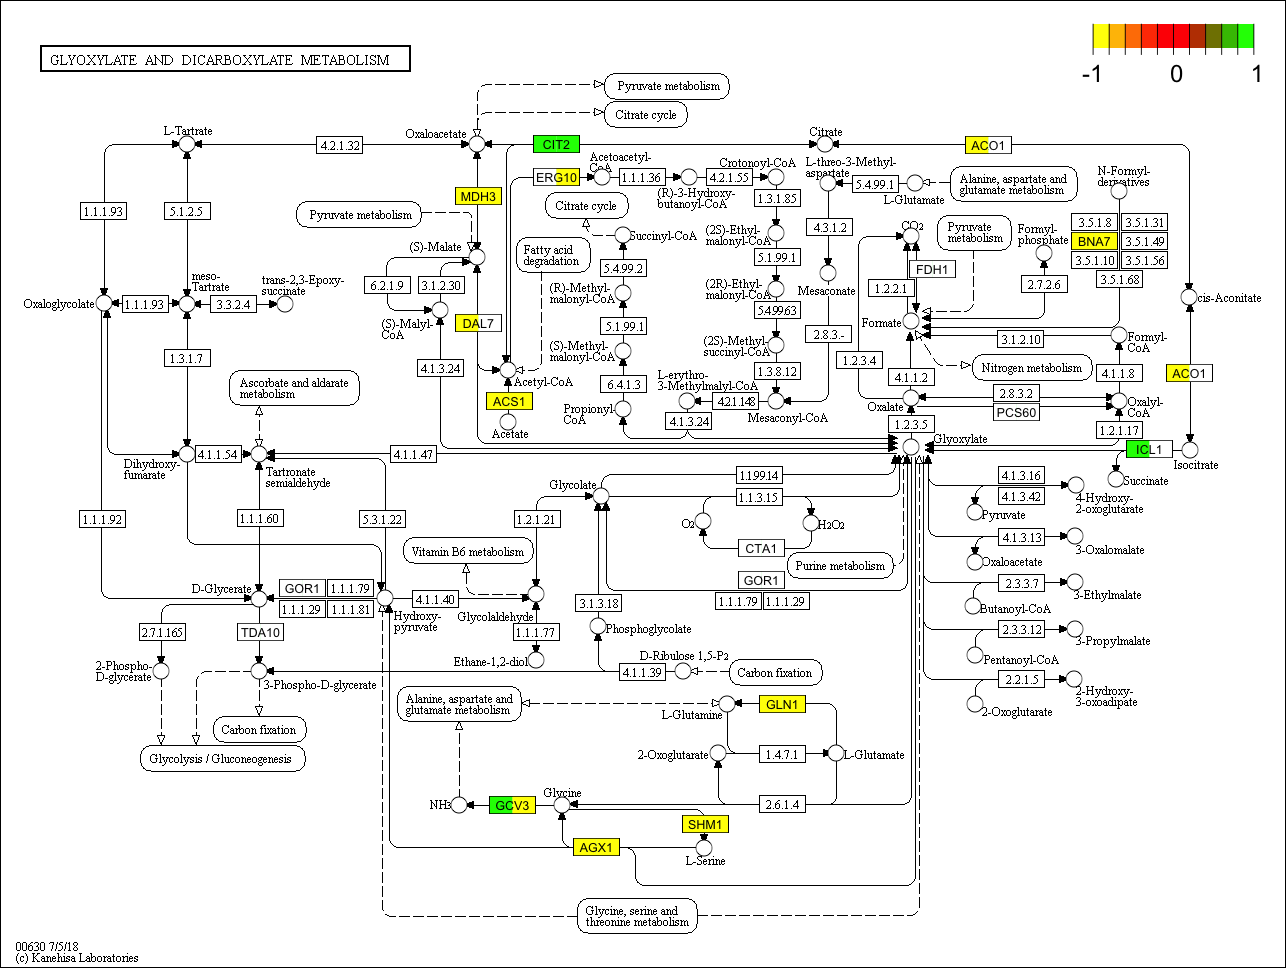 GLYOXYLATE AND DICARBOXYLATE METABOLISM
-1 0 1
Pyruvate metabolism
Citrate cycle
L-Tartrate
4.2.1.32
Oxaloacetate
CIT2
Citrate
ACO1
Acetoacetyl-
CoA
ERG10
1.1.1.36
(R)-3-Hydroxy-
butanoyl-CoA
4.2.1.55
Crotonoyl-CoA
L-threo-3-Methyl-
aspartate
5.4.99.1
L-Glutamate
Alanine, aspartate and
glutamate metabolism
N-Formyl-
derivatives
1.1.1.93
5.1.2.5
MDH3
Pyruvate metabolism
Citrate cycle
1.3.1.85
(2S)-Ethyl-
malonyl-CoA
4.3.1.2
CO2
Pyruvate
metabolism
Formyl-
phosphate
3.5.1.8
3.5.1.31
BNA7
3.5.1.49
3.5.1.10
3.5.1.56
3.5.1.68
(S)-Malate
Fatty acid
degradation
Succinyl-CoA
5.4.99.2
5.1.99.1
FDH1
1.2.2.1
2.7.2.6
6.2.1.9
3.1.2.30
(R)-Methyl-
malonyl-CoA
(2R)-Ethyl-
malonyl-CoA
Mesaconate
cis-Aconitate
Oxaloglycolate
1.1.1.93
meso-
Tartrate
3.3.2.4
trans-2,3-Epoxy-
succinate
(S)-Malyl-
CoA
DAL7
5.1.99.1
5.4.99.63
2.8.3.-
Formate
3.1.2.10
Formyl-
CoA
1.3.1.7
4.1.3.24
(S)-Methyl-
malonyl-CoA
(2S)-Methyl-
succinyl-CoA
1.2.3.4
Nitrogen metabolism
Acetyl-CoA
6.4.1.3
L-erythro-
3-Methylmalyl-CoA
1.3.8.12
4.1.1.2
4.1.1.8
ACO1
Ascorbate and aldarate
metabolism
ACS1
Acetate
Propionyl-
CoA
4.2.1.148
Mesaconyl-CoA
4.1.3.24
Oxalate
2.8.3.2
PCS60
Oxalyl-
CoA
1.2.3.5
1.2.1.17
Dihydroxy-
fumarate
4.1.1.54
Tartronate
semialdehyde
4.1.1.47
Glyoxylate
ICL1
Isocitrate
Succinate
Glycolate
1.1.99.14
1.1.3.15
4.1.3.16
4.1.3.42
4-Hydroxy-
2-oxoglutarate
Pyruvate
1.1.1.92
1.1.1.60
5.3.1.22
1.2.1.21
O2
H2O2
CTA1
4.1.3.13
3-Oxalomalate
Oxaloacetate
Vitamin B6 metabolism
Purine metabolism
GOR1
1.1.1.79
1.1.1.29
2.3.3.7
3-Ethylmalate
Butanoyl-CoA
D-Glycerate
GOR1
1.1.1.79
1.1.1.29
1.1.1.81
Hydroxy-
pyruvate
4.1.1.40
Glycolaldehyde
3.1.3.18
Phosphoglycolate
2.3.3.12
3-Propylmalate
Pentanoyl-CoA
2.7.1.165
TDA10
1.1.1.77
Ethane-1,2-diol
D-Ribulose 1,5-P2
4.1.1.39
Carbon fixation
2.2.1.5
2-Hydroxy-
3-oxoadipate
2-Oxoglutarate
2-Phospho-
D-glycerate
3-Phospho-D-glycerate
Carbon fixation
Glycolysis / Gluconeogenesis
Alanine, aspartate and
glutamate metabolism
L-Glutamine
GLN1
2-Oxoglutarate
1.4.7.1
L-Glutamate
2.6.1.4
NH3
GCV3
Glycine
SHM1
AGX1
L-Serine
Glycine, serine and
threonine metabolism
00630 7/5/18
(c) Kanehisa Laboratories